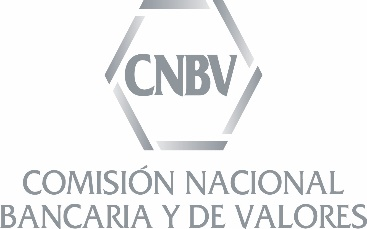 CNBV
COMISIÓN NACIONAL
BANCARIA Y DE VALORES